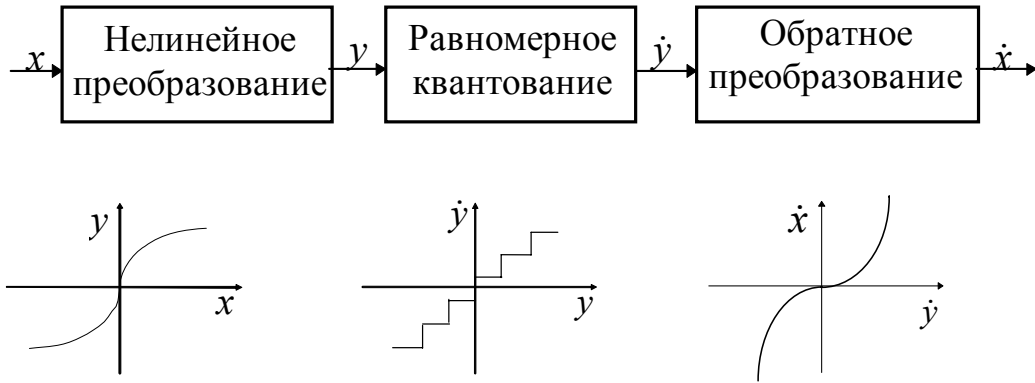 x
Нелинейное
преобразование
y
Равномерное
квантование
ẏ
Обратное
преобразование
ẋ
y
x
ẏ
y
ẋ
ẏ